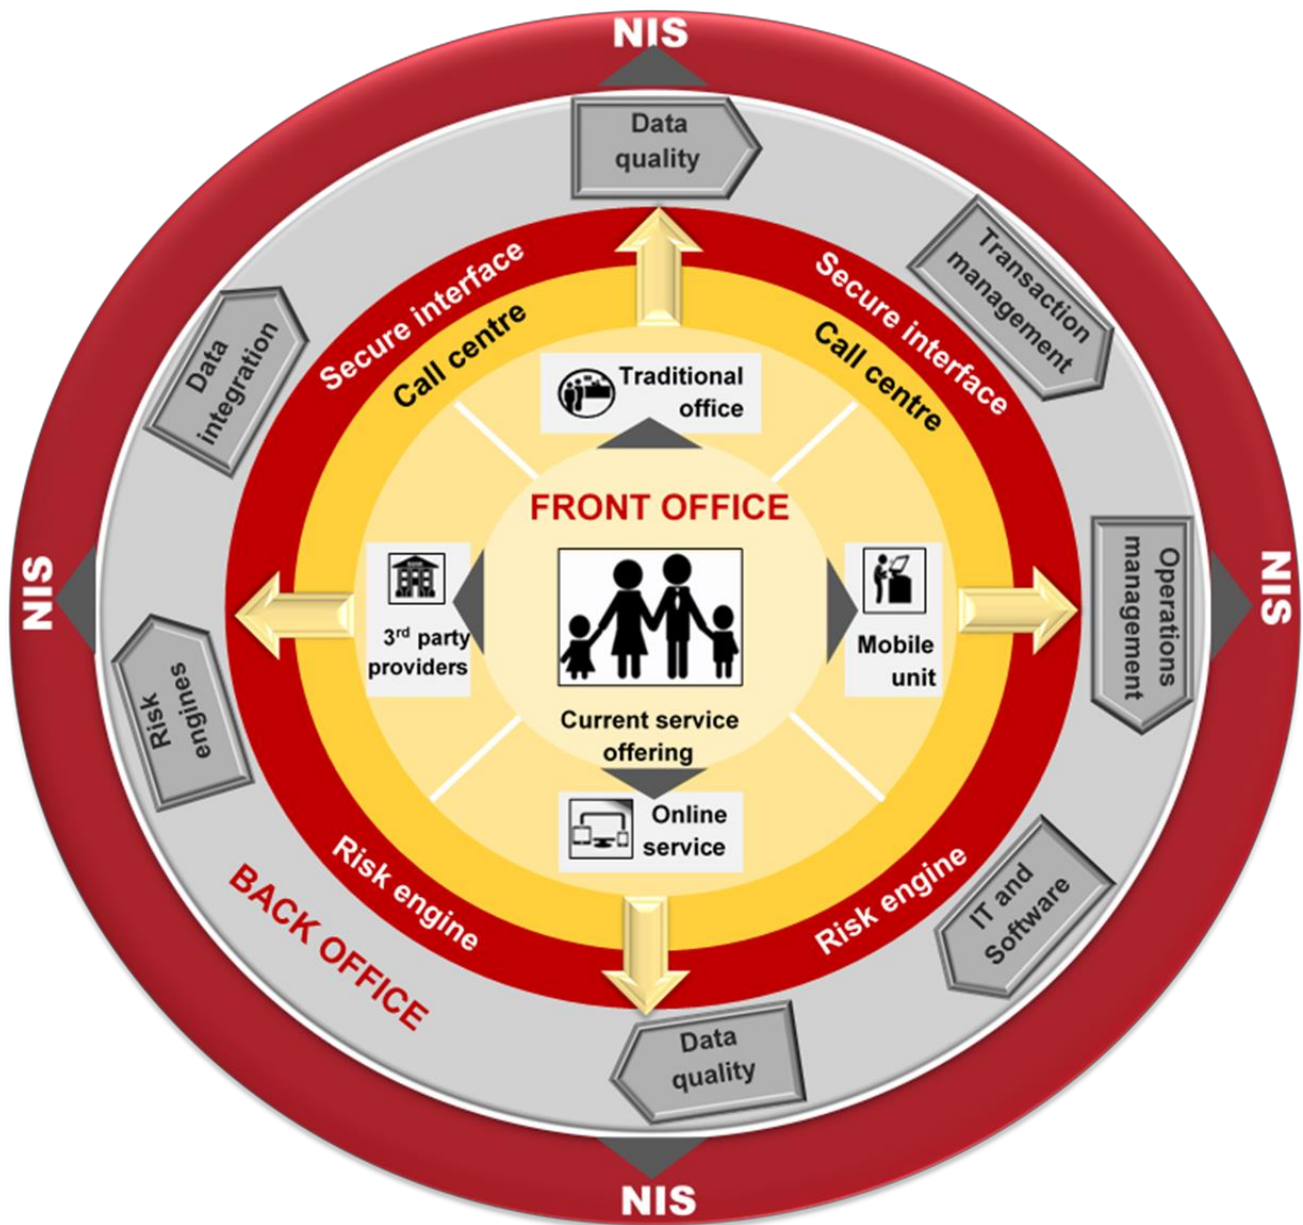 NIS
Data
quality
Transaction
management
Operations
management
IT and
Software
Data
quality
Risk
engines
Data
integration
BACK OFFICE
NIS
NIS
NIS
Secure interface
Secure interface
Risk engine
Risk engine
Call centre
Call centre
Traditional
office
FRONT OFFICE
3rd party
providers
Mobile
unit
Current service
offering
Online
service